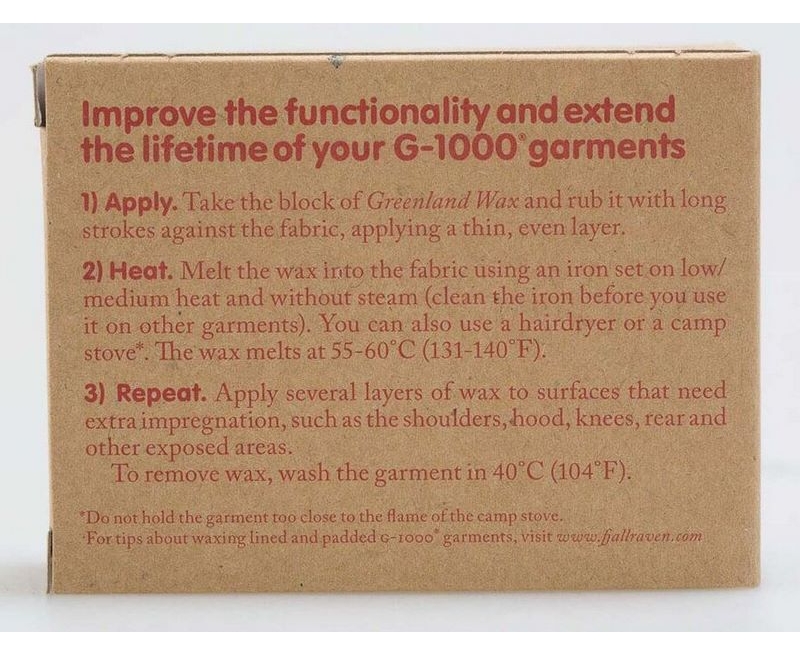 Improve the functionality and extend
the lifetime of your G-1000® garments
1) Apply. Take the block of Greenland Wax and rub it with long
strokes against the fabric, applying a thin, even layer.
2) Heat. Melt the wax into the fabric using an iron set on low/
medium heat and without steam (clean the iron before you use
it on other garments). You can also use a hairdryer or a camp
stove*. The wax melts at 55-60°C (131-140°F).
3) Repeat. Apply several layers of wax to surfaces that need
extra impregnation, such as the shoulders, hood, knees, rear and
other exposed areas.
To remove wax, wash the garment in 40°C (104°F).
*Do not hold the garment too close to the flame of the camp stove.
·For tips about waxing lined and padded G-1000® garments, visit www.fjallraven.com